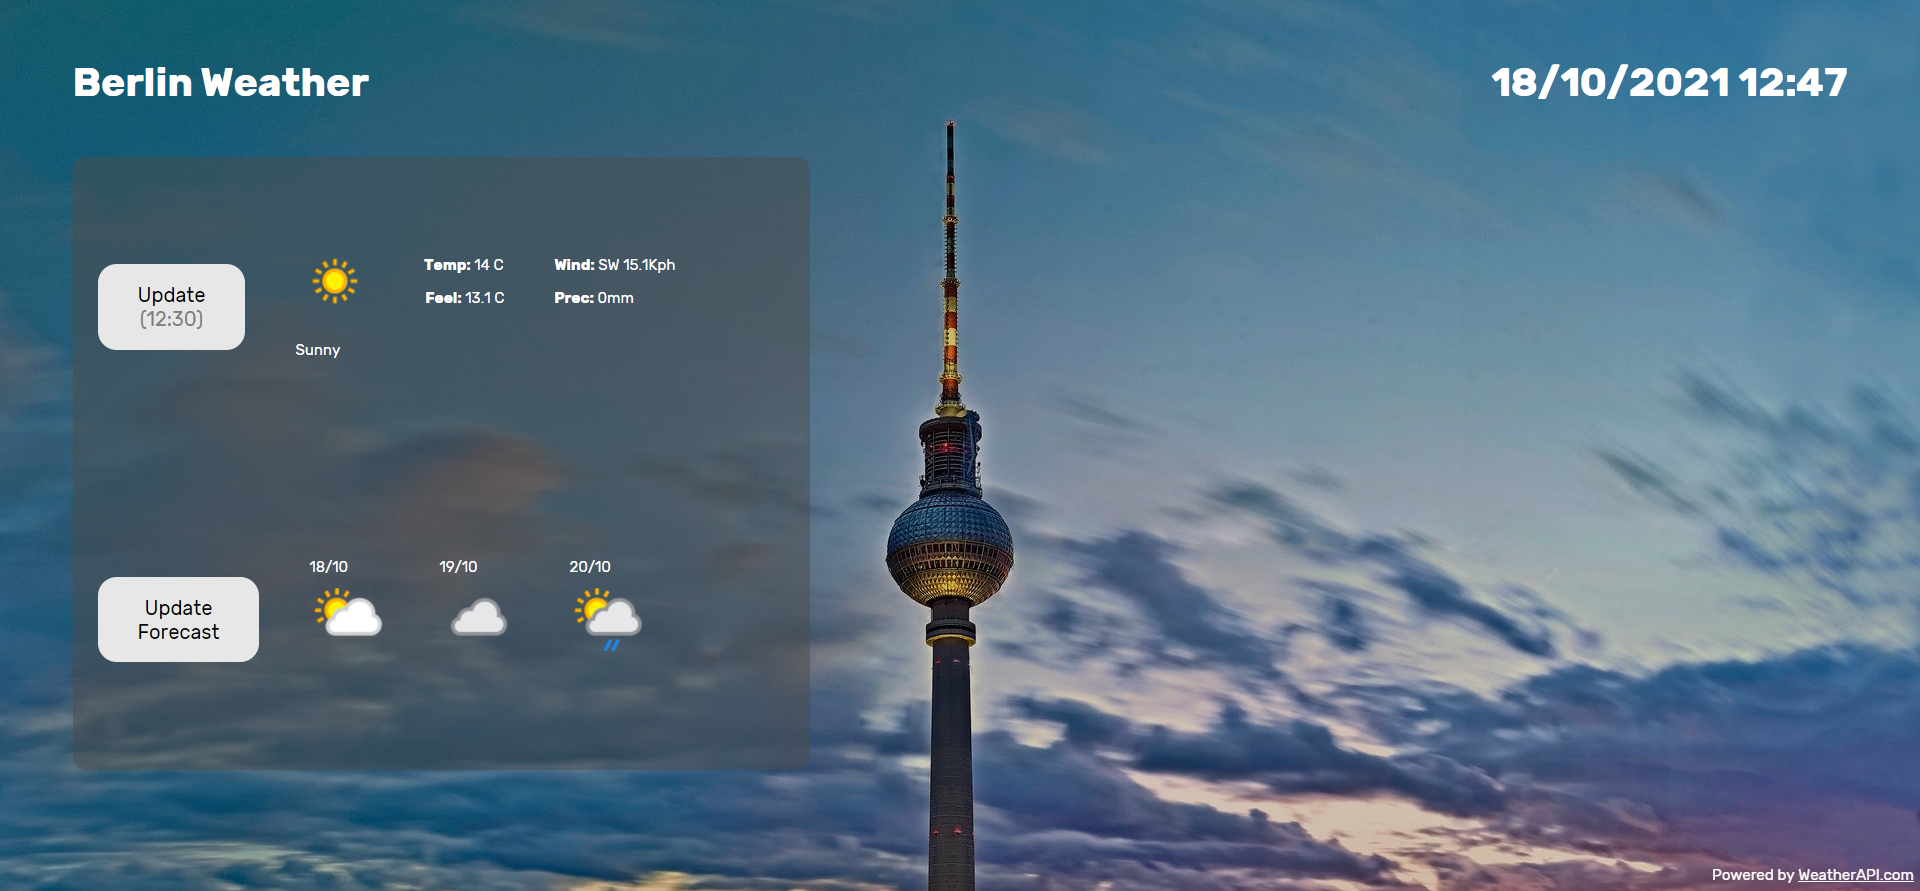 Berlin Weather
18/10/2021 12:47
Update
(12:30)
Sunny
Temp: 14 C
Feel: 13.1 C
Wind: SW 15.1Kph
Prec: 0mm
Update
Forecast
18/10
19/10
20/10
Powered by WeatherAPI.com